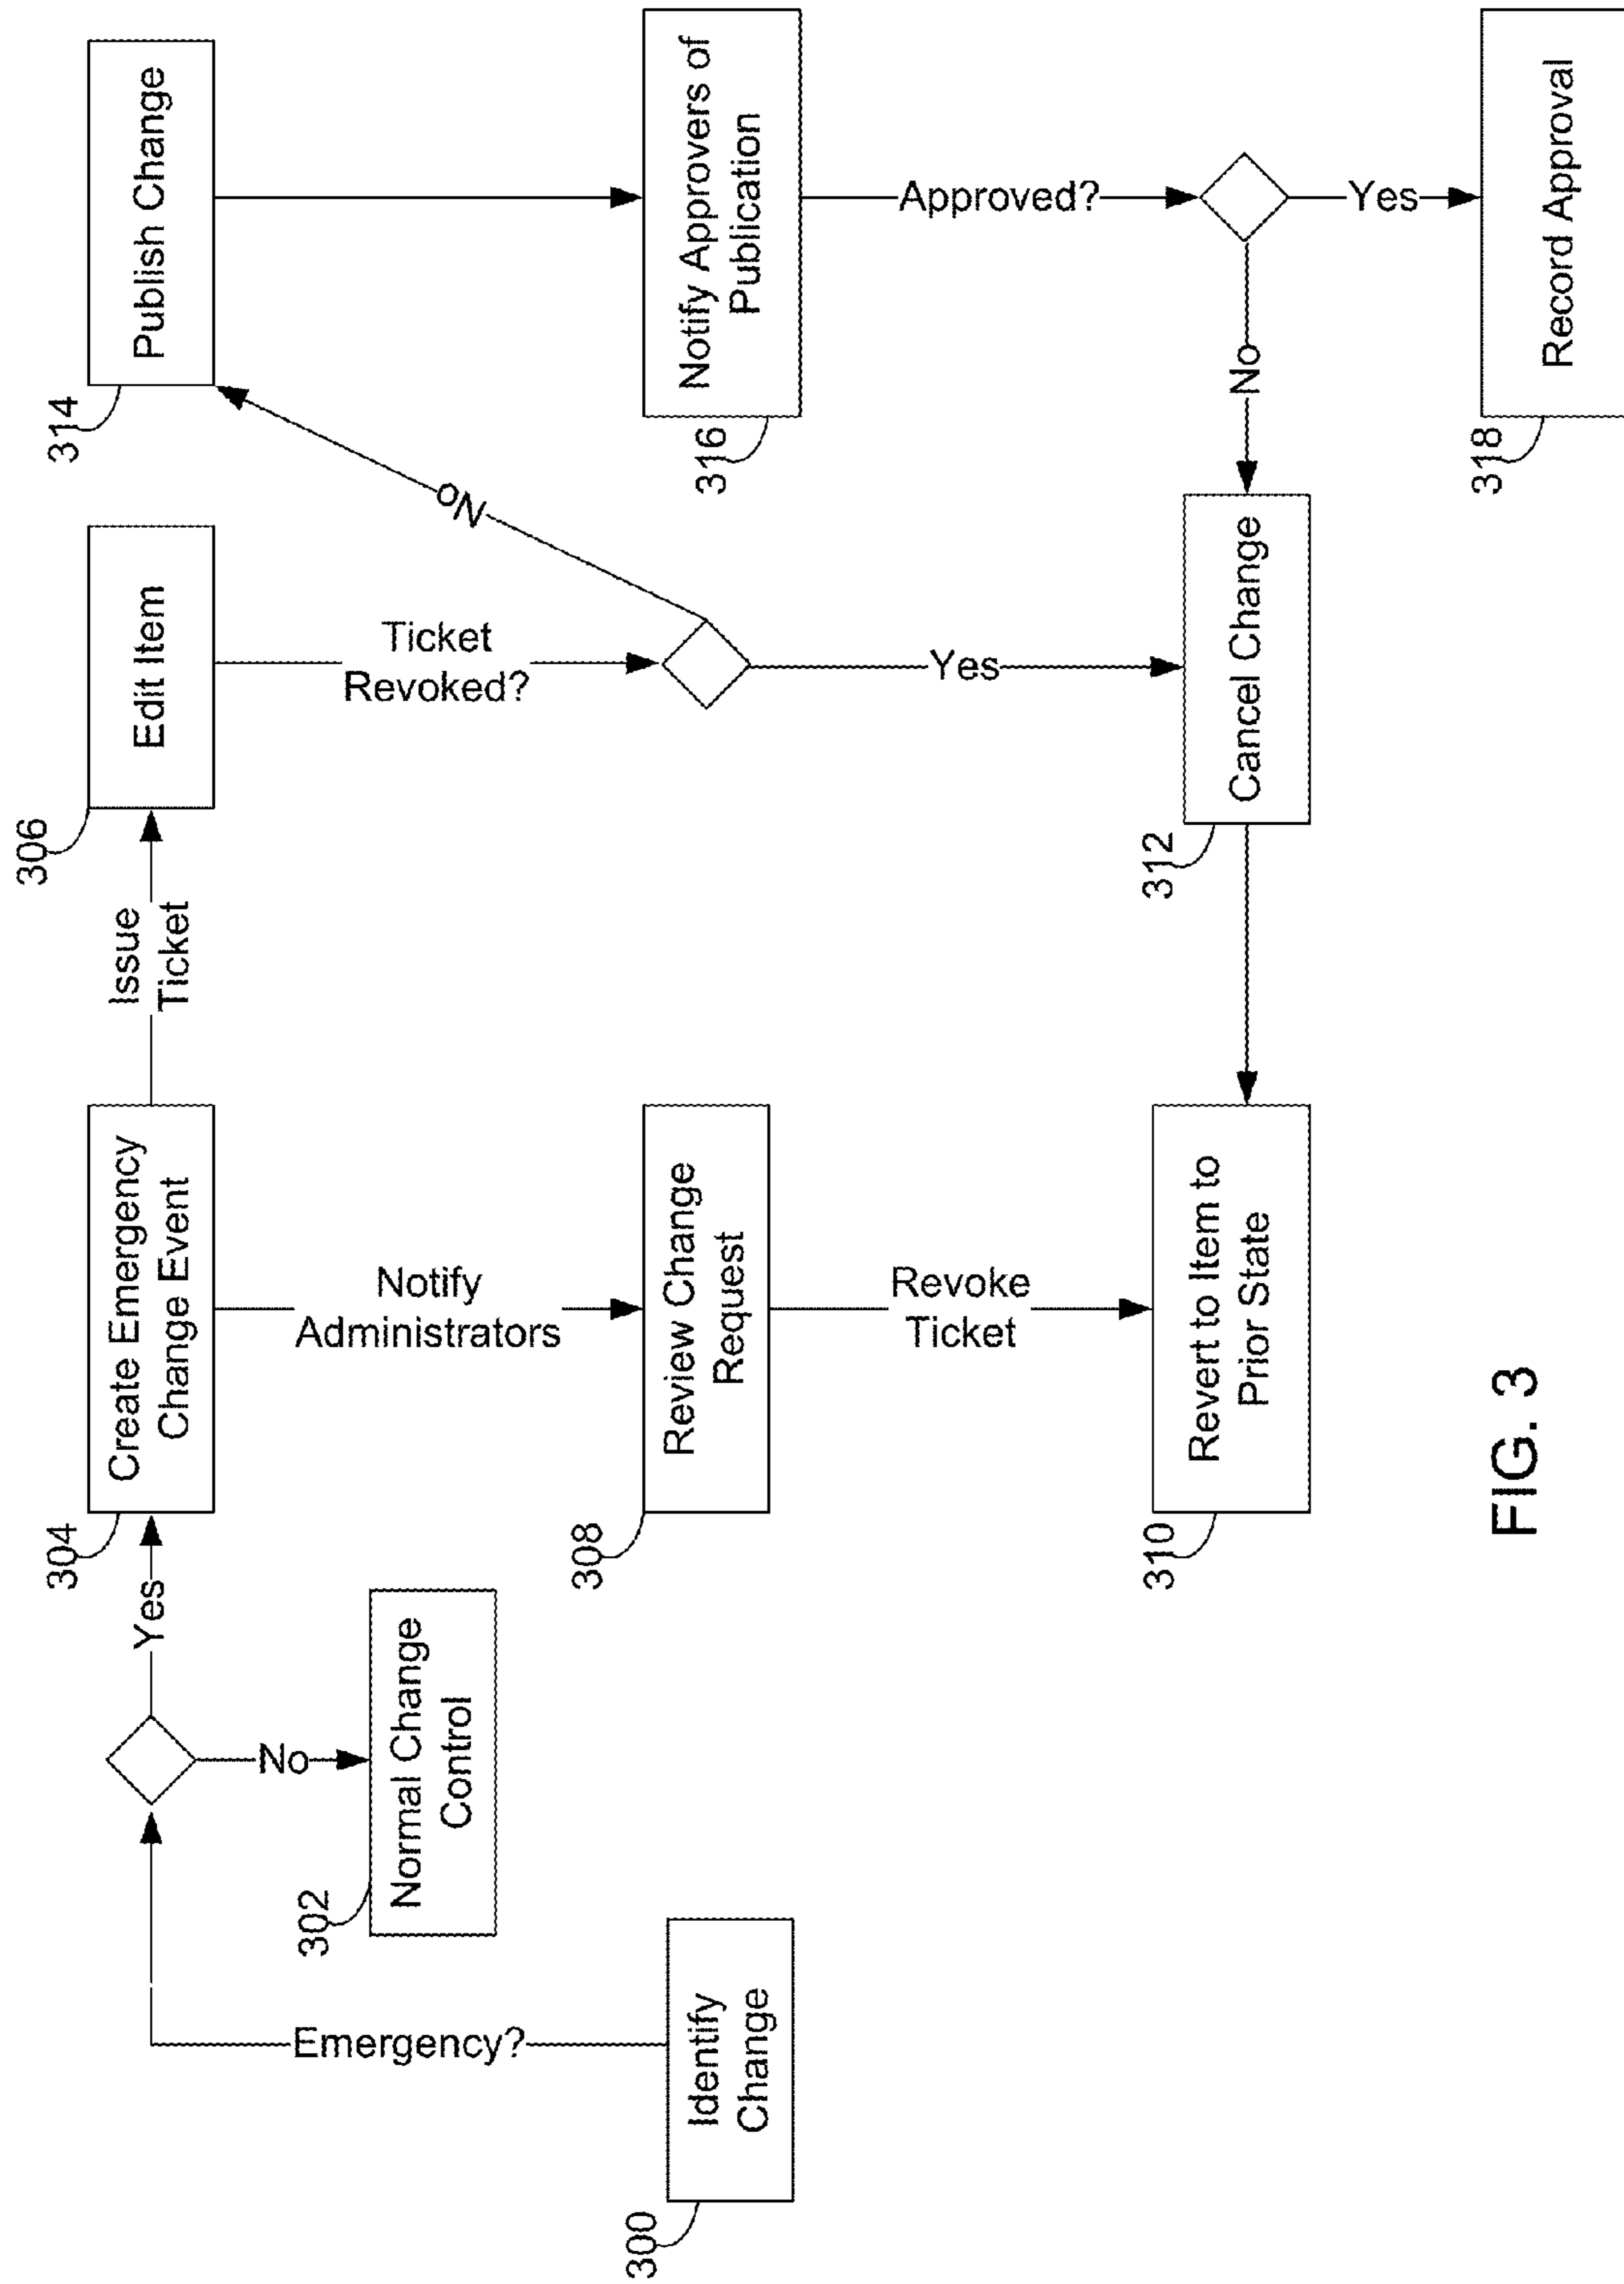 300
Identify
Change
Emergency?
No
302
Normal Change
Control
Yes
304
Create Emergency
Change Event
Notify
Administrators
308
Review Change
Request
Revoke
Ticket
310
Revert to Item to
Prior State
Issue
Ticket
306
Edit Item
Ticket
Revoked?
Yes
312
Cancel Change
No
314
Publish Change
316
Notify Approvers of
Publication
Approved?
No
Yes
318
Record Approval
FIG. 3